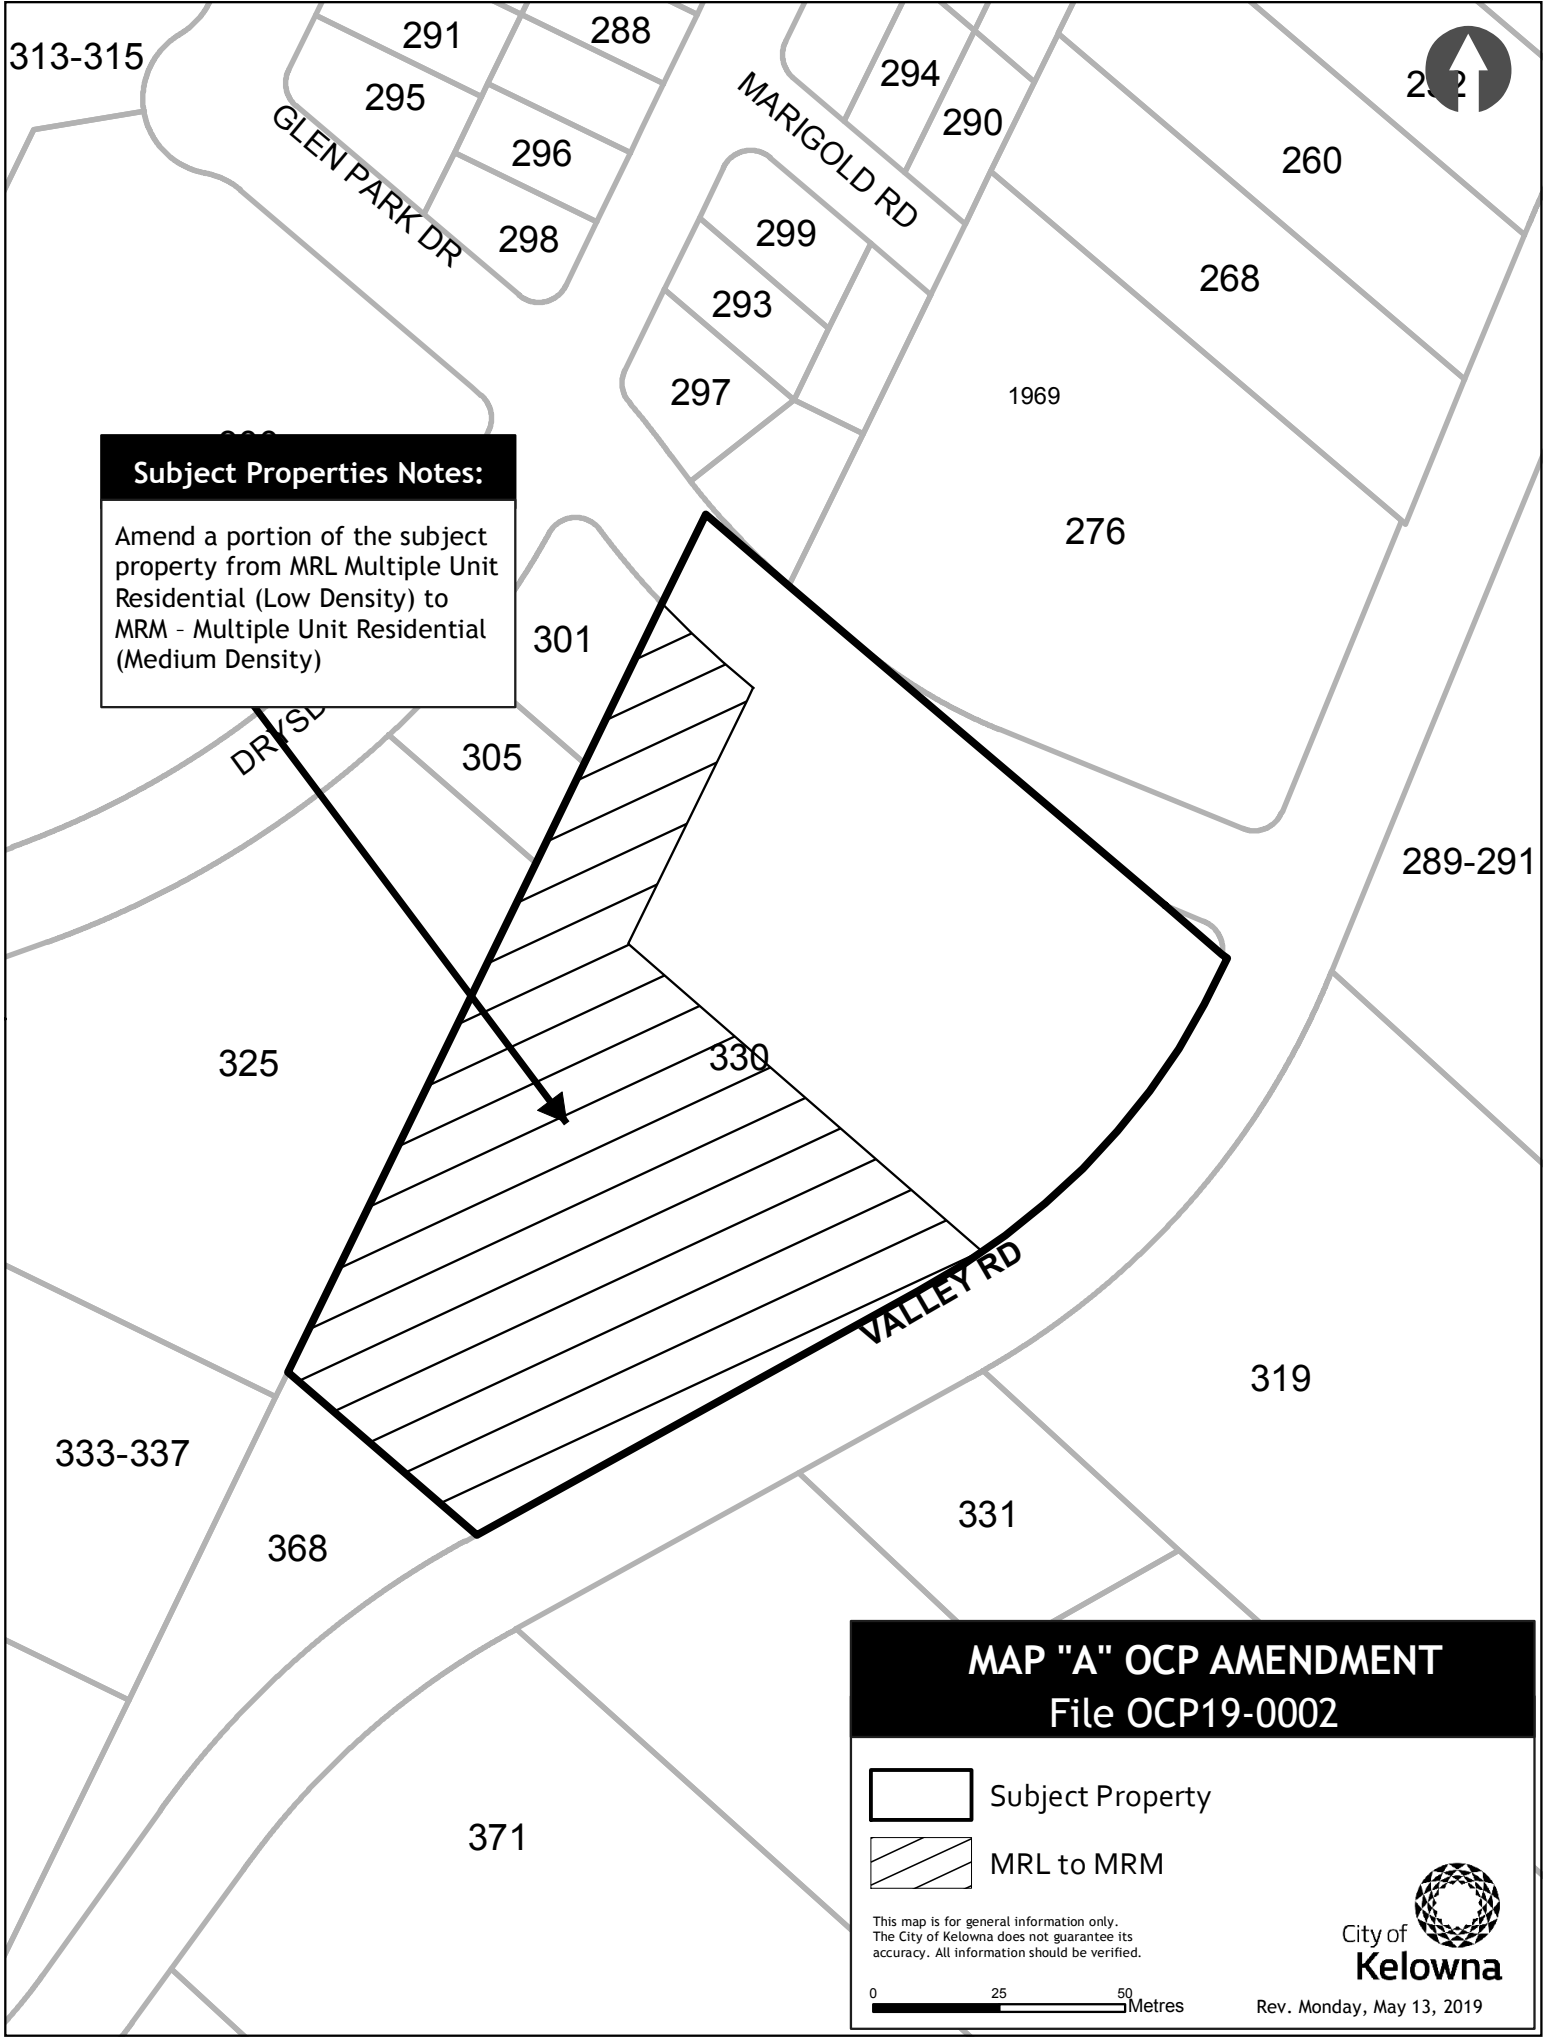 313-315
291
288
295
296
298
GLEN PARK DR
MARIGOLD RD
294
290
260
299
268
293
297
1969
276
Subject Properties Notes:
Amend a portion of the subject
property from MRL Multiple Unit
Residential (Low Density) to
MRM – Multiple Unit Residential
(Medium Density)
301
305
289-291
325
330
VALLEY RD
319
333-337
331
368
371
MAP "A" OCP AMENDMENT
File OCP19-0002
Subject Property
MRL to MRM
This map is for general information only.
The City of Kelowna does not guarantee its
accuracy. All information should be verified.
0 25 50
Metres
City of
Kelowna
Rev. Monday, May 13, 2019